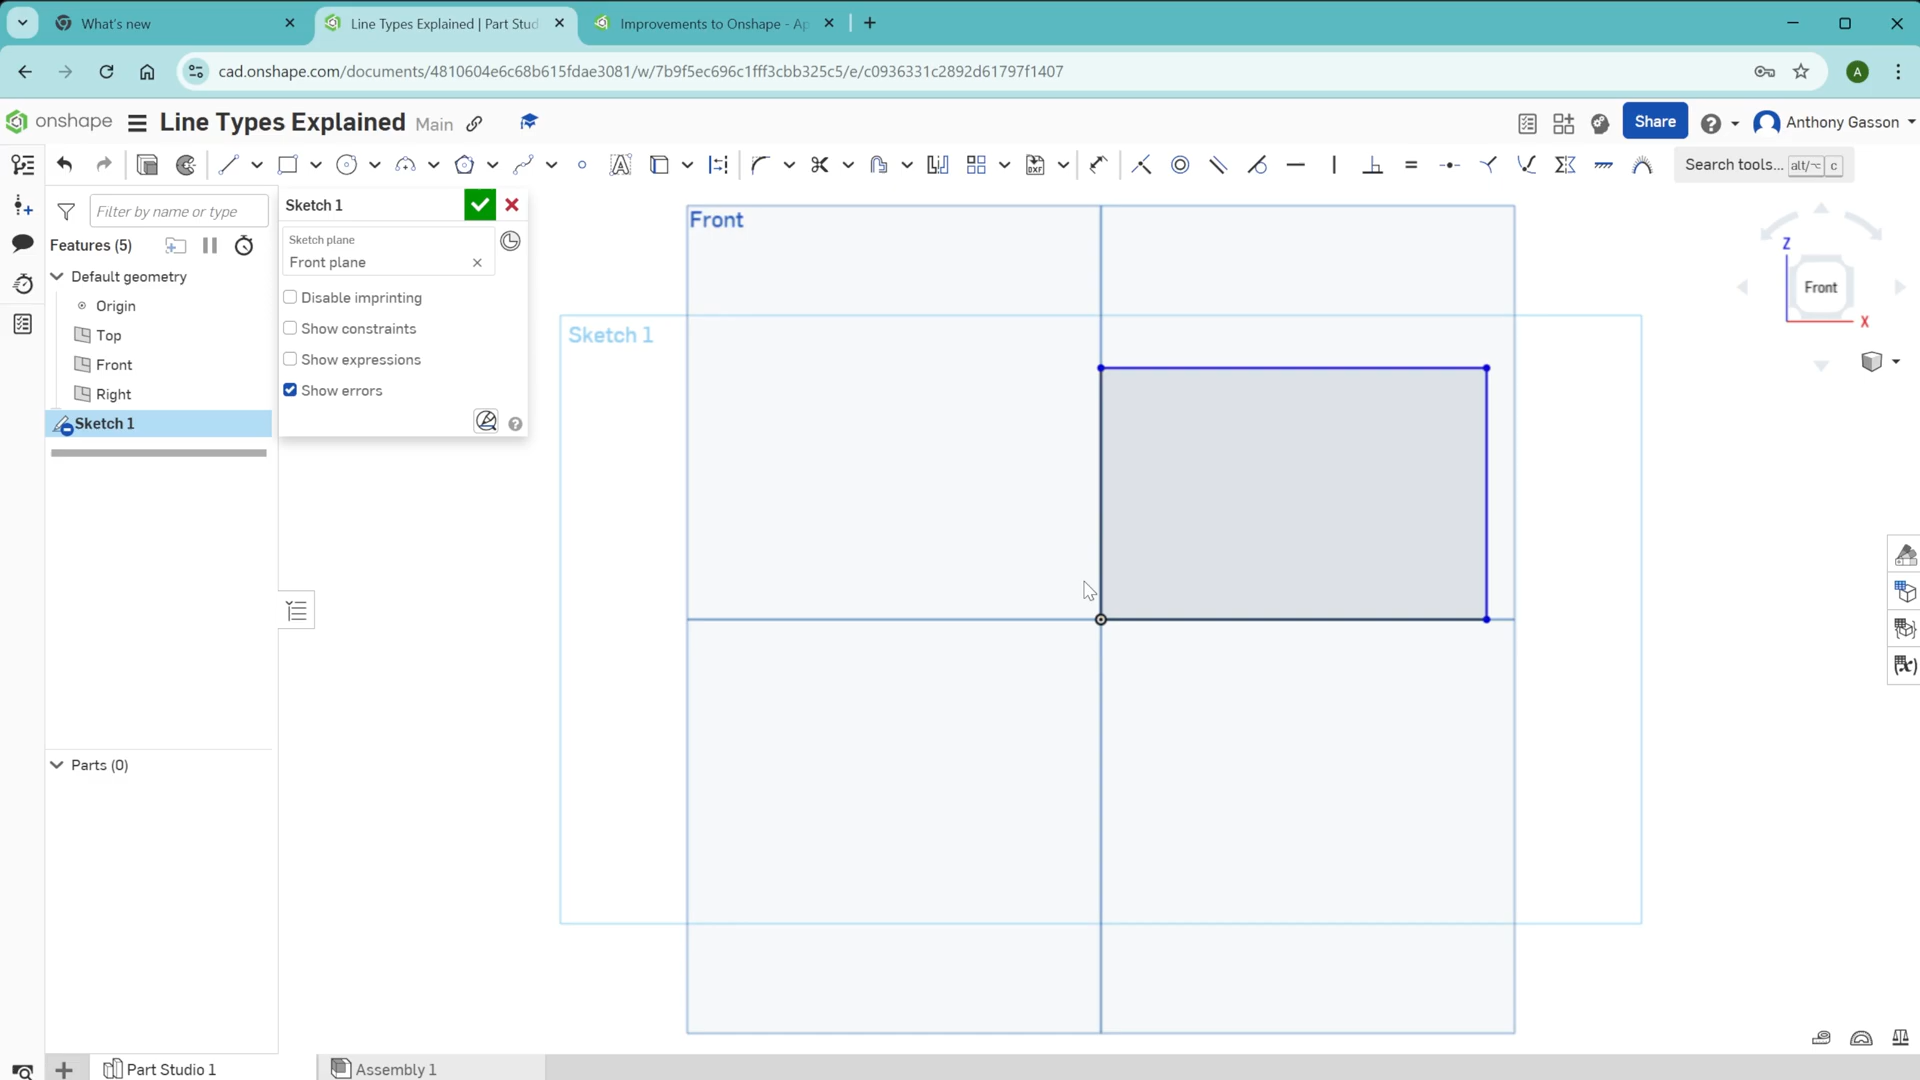 What's new
Line Types Explained | Part Stud
Improvements to Onshape - Ap
cad.onshape.com/documents/4810604e6c68b615fdae3081/w/7b9f5ec696c1fff3cbb325c5/e/c0936331c2892d61797f1407
A
onshape
Line Types Explained
Main
Share
Anthony Gasson
Search tools... alt/⌥ c
Filter by name or type
Features (5)
Default geometry
Origin
Top
Front
Right
Sketch 1
Sketch 1
Sketch plane
Front plane
Disable imprinting
Show constraints
Show expressions
Show errors
Front
Sketch 1
Z
Front
X
Parts (0)
Part Studio 1
Assembly 1